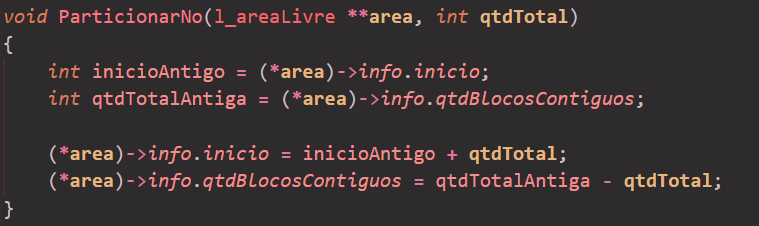 void ParticionarNo(l_areaLivre **area, int qtdTotal)
{
    int inicioAntigo = (*area)->info.inicio;
    int qtdTotalAntiga = (*area)->info.qtdBlocosContiguos;

    (*area)->info.inicio = inicioAntigo + qtdTotal;
    (*area)->info.qtdBlocosContiguos = qtdTotalAntiga - qtdTotal;
}